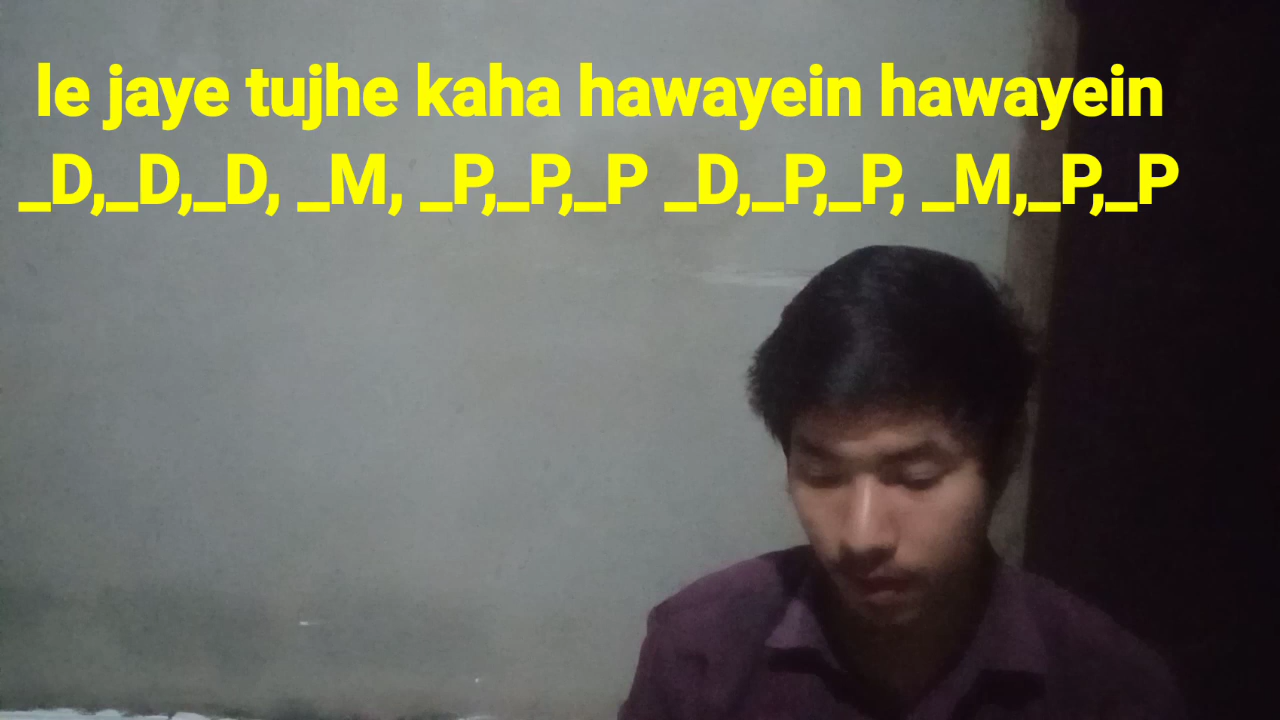 le jaye tujhe kaha hawayein hawayein
_D,_D,_D, _M, _P,_P,_P _D,_P,_P, _M,_P,_P